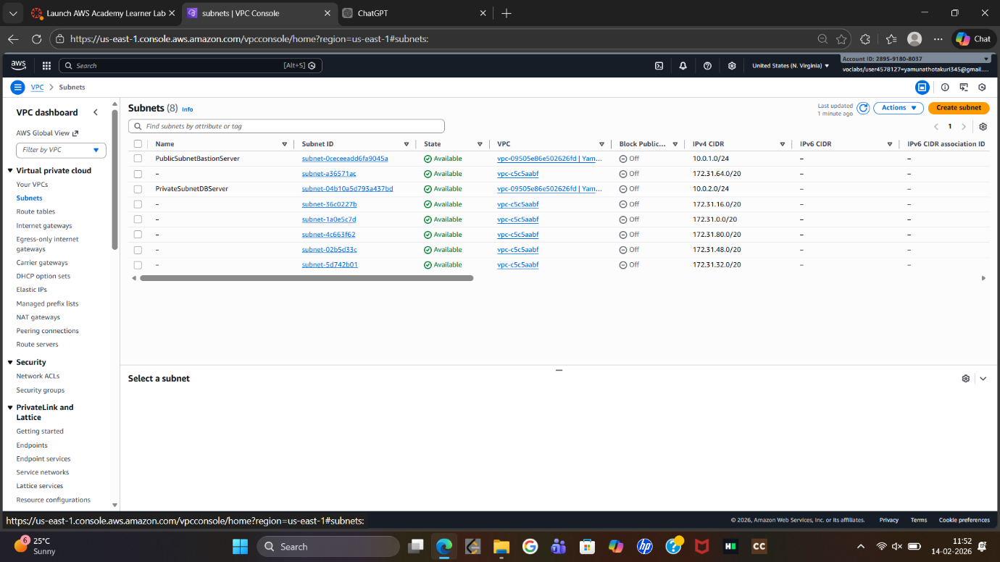 Launch AWS Academy Learner Lab
subnets | VPC Console
ChatGPT
https://us-east-1.console.aws.amazon.com/vpcconsole/home?region=us-east-1#subnets:
Chat
aws
Search
[Alt+S]
United States (N. Virginia)
Account ID: 2895-9180-8037
voclabs/user4578127=yamunathotakuri345@gmail....
VPC
Subnets
VPC dashboard
AWS Global View
Filter by VPC
Virtual private cloud
Your VPCs
Subnets
Route tables
Internet gateways
Egress-only internet
gateways
Carrier gateways
DHCP option sets
Elastic IPs
Managed prefix lists
NAT gateways
Peering connections
Route servers
Security
Network ACLs
Security groups
PrivateLink and
Lattice
Getting started
Endpoints
Endpoint services
Service networks
Lattice services
Resource configurations
Subnets (8) Info
Last updated
1 minute ago
Actions
Create subnet
Find subnets by attribute or tag
1
Name Subnet ID State VPC Block Public... IPv4 CIDR IPv6 CIDR IPv6 CIDR association ID
PublicSubnetBastionServer subnet-0ceceeadd6fa9045a Available vpc-09505e86e502626fd | Yam... Off 10.0.1.0/24 – –
– subnet-a36571ac Available vpc-c5c5aabf Off 172.31.64.0/20 – –
PrivateSubnetDBServer subnet-04b10a5d793a437bd Available vpc-09505e86e502626fd | Yam... Off 10.0.2.0/24 – –
– subnet-36c0227b Available vpc-c5c5aabf Off 172.31.16.0/20 – –
– subnet-1a0e5c7d Available vpc-c5c5aabf Off 172.31.0.0/20 – –
– subnet-4c663f62 Available vpc-c5c5aabf Off 172.31.80.0/20 – –
– subnet-02b5d33c Available vpc-c5c5aabf Off 172.31.48.0/20 – –
– subnet-5d742b01 Available vpc-c5c5aabf Off 172.31.32.0/20 – –
Select a subnet
https://us-east-1.console.aws.amazon.com/vpcconsole/home?region=us-east-1#subnets:
© 2026, Amazon Web Services, Inc. or its affiliates.
Privacy
Terms
Cookie preferences
6
25°C
Sunny
Search
hp
CC
11:52
14-02-2026